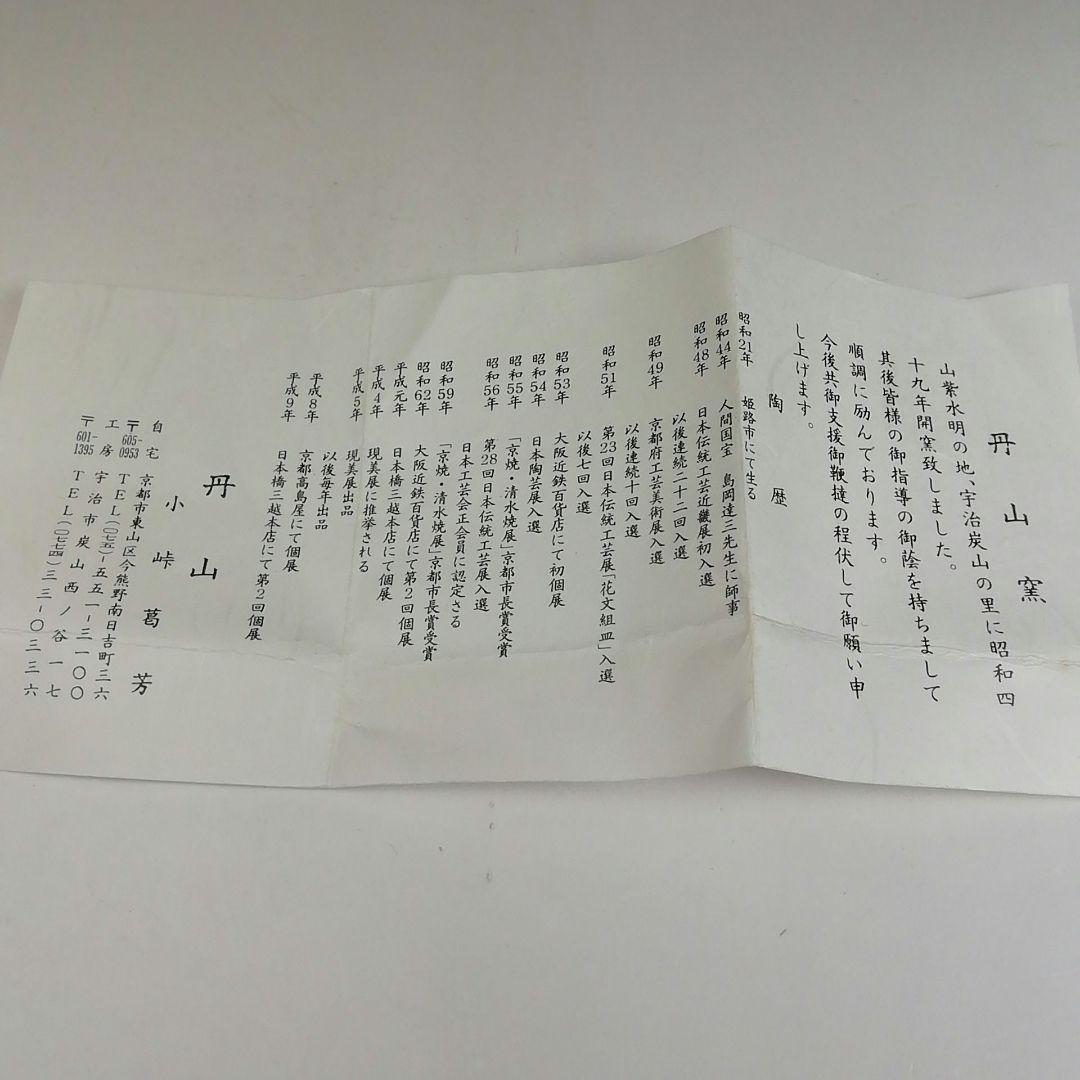 丹山窯
山紫水明の地、宇治炭山の里に昭和四
十九年開窯致しました。
其後皆様の御指導の御蔭を持ちまして
順調に励んでおります。
今後共御支援御鞭撻の程伏して御願い申
し上げます。
陶歴
昭和21年 姫路市にて生る
昭和44年 人間国宝 島岡達三先生に師事
昭和48年 日本伝統工芸近畿展初入選
以後連続二十二回入選
昭和49年 京都府工芸美術展入選
以後連続十回入選
昭和51年 第23回日本伝統工芸展「花文組皿」入選
以後七回入選
昭和53年 大阪近鉄百貨店にて初個展
昭和54年 日本陶芸展入選
昭和55年 「京焼・清水焼展」京都市長賞受賞
昭和56年 第28回日本伝統工芸展入選
日本工芸会正会員に認定さる
昭和59年 「京焼・清水焼展」京都市長賞受賞
昭和62年 大阪近鉄百貨店にて第2回個展
平成元年 日本橋三越本店にて個展
平成4年 現美展に推挙される
平成5年 現美展出品
以後毎年出品
平成8年 京都高島屋にて個展
平成9年 日本橋三越本店にて第2回個展
丹山
小峠葛芳
自宅 京都市東山区今熊野南日吉町三六
〒605-0953 TEL(〇七五)-五五一-三一〇〇
工房 宇治市炭山西ノ谷一七
〒601-1395 TEL(〇七七四)三三-〇三三六